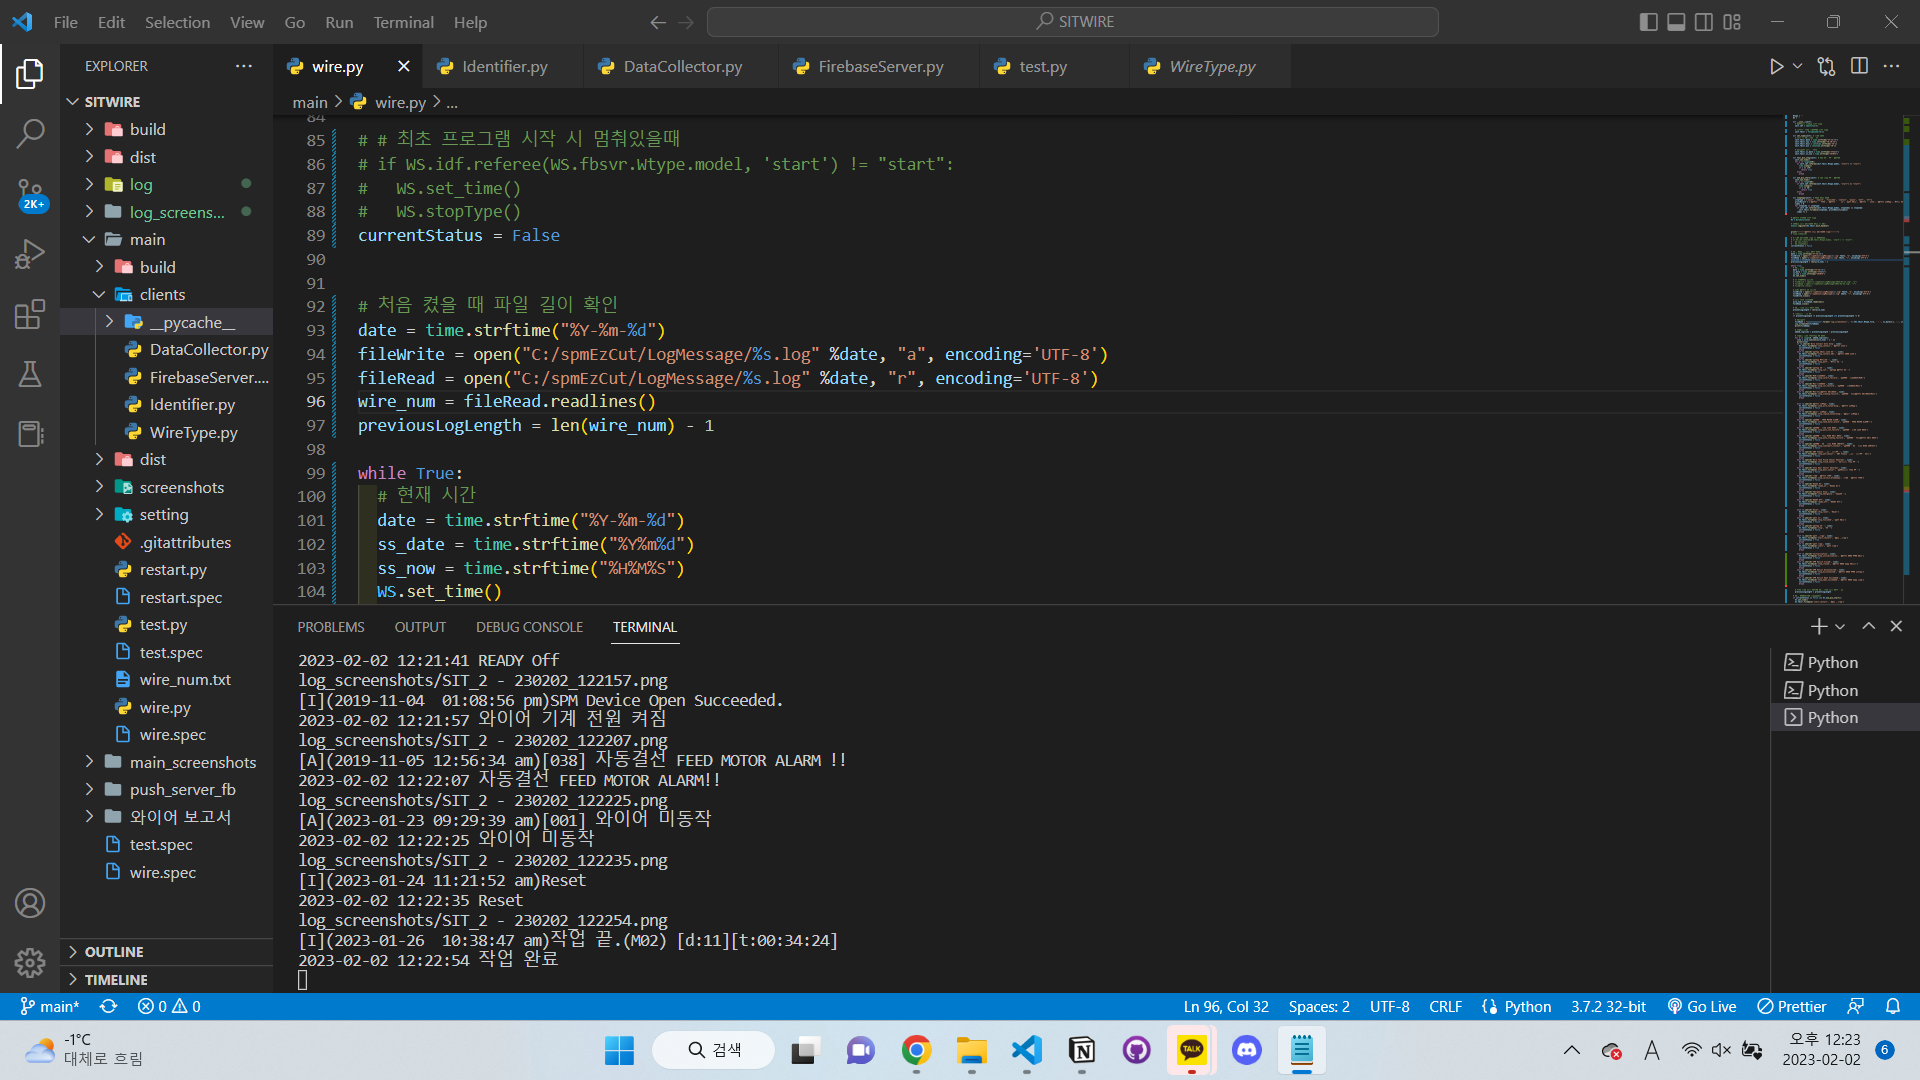 File Edit Selection View Go Run Terminal Help
SITWIRE
EXPLORER
wire.py
Identifier.py
DataCollector.py
FirebaseServer.py
test.py
WireType.py
main > wire.py > ...
SITWIRE
build
dist
log
log_screens...
main
build
clients
__pycache__
DataCollector.py
FirebaseServer....
Identifier.py
WireType.py
dist
screenshots
setting
.gitattributes
restart.py
restart.spec
test.py
test.spec
wire_num.txt
wire.py
wire.spec
main_screenshots
push_server_fb
와이어 보고서
test.spec
wire.spec
OUTLINE
TIMELINE
2K+
84
85 # # 최초 프로그램 시작 시 멈춰있을때
86 # if WS.idf.referee(WS.fbsvr.Wtype.model, 'start') != "start":
87 #   WS.set_time()
88 #   WS.stopType()
89 currentStatus = False
90
91
92 # 처음 켰을 때 파일 길이 확인
93 date = time.strftime("%Y-%m-%d")
94 fileWrite = open("C:/spmEzCut/LogMessage/%s.log" %date, "a", encoding='UTF-8')
95 fileRead = open("C:/spmEzCut/LogMessage/%s.log" %date, "r", encoding='UTF-8')
96 wire_num = fileRead.readlines()
97 previousLogLength = len(wire_num) - 1
98
99 while True:
100   # 현재 시간
101   date = time.strftime("%Y-%m-%d")
102   ss_date = time.strftime("%Y%m%d")
103   ss_now = time.strftime("%H%M%S")
104   WS.set_time()
PROBLEMS OUTPUT DEBUG CONSOLE TERMINAL
2023-02-02 12:21:41 READY Off
log_screenshots/SIT_2 - 230202_122157.png
[I](2019-11-04  01:08:56 pm)SPM Device Open Succeeded.
2023-02-02 12:21:57 와이어 기계 전원 켜짐
log_screenshots/SIT_2 - 230202_122207.png
[A](2019-11-05 12:56:34 am)[038] 자동결선 FEED MOTOR ALARM !!
2023-02-02 12:22:07 자동결선 FEED MOTOR ALARM!!
log_screenshots/SIT_2 - 230202_122225.png
[A](2023-01-23 09:29:39 am)[001] 와이어 미동작
2023-02-02 12:22:25 와이어 미동작
log_screenshots/SIT_2 - 230202_122235.png
[I](2023-01-24 11:21:52 am)Reset
2023-02-02 12:22:35 Reset
log_screenshots/SIT_2 - 230202_122254.png
[I](2023-01-26  10:38:47 am)작업 끝.(M02) [d:11][t:00:34:24]
2023-02-02 12:22:54 작업 완료
Python
Python
Python
main* 0 0 Ln 96, Col 32 Spaces: 2 UTF-8 CRLF Python 3.7.2 32-bit Go Live Prettier
-1°C
대체로 흐림
검색
TALK
A
오후 12:23
2023-02-02
6